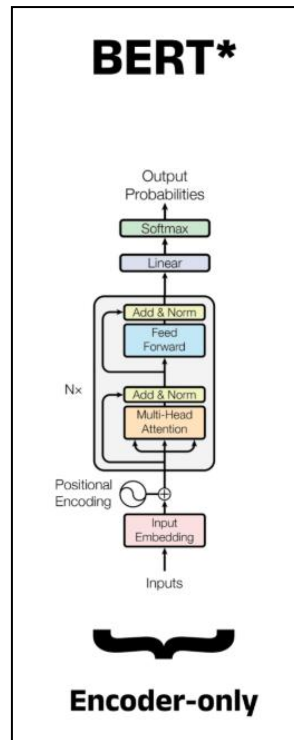 BERT*
Output
Probabilities
Softmax
Linear
Add & Norm
Feed
Forward
Nx
Add & Norm
Multi-Head
Attention
Positional
Encoding
Input
Embedding
Inputs
Encoder-only